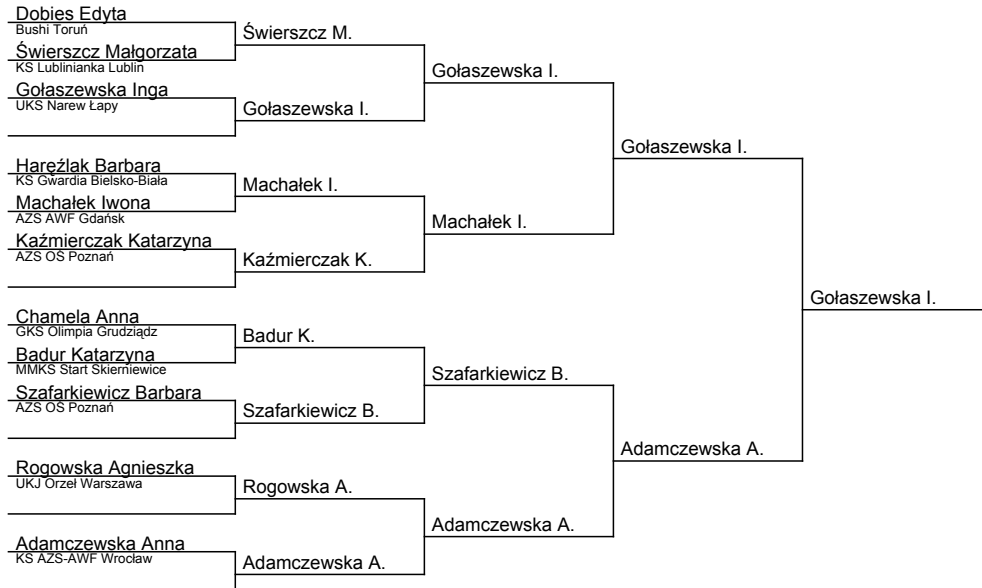 Dobies Edyta
Bushi Toruń
Świerszcz Małgorzata
KS Lublinianka Lublin
Gołaszewska Inga
UKS Narew Łapy
Haręźlak Barbara
KS Gwardia Bielsko-Biała
Machałek Iwona
AZS AWF Gdańsk
Kaźmierczak Katarzyna
AZS OŚ Poznań
Chamela Anna
GKS Olimpia Grudziądz
Badur Katarzyna
MMKS Start Skierniewice
Szafarkiewicz Barbara
AZS OŚ Poznań
Rogowska Agnieszka
UKJ Orzeł Warszawa
Adamczewska Anna
KS AZS-AWF Wrocław
Świerszcz M.
Gołaszewska I.
Machałek I.
Kaźmierczak K.
Badur K.
Szafarkiewicz B.
Rogowska A.
Adamczewska A.
Gołaszewska I.
Machałek I.
Szafarkiewicz B.
Adamczewska A.
Gołaszewska I.
Adamczewska A.
Gołaszewska I.